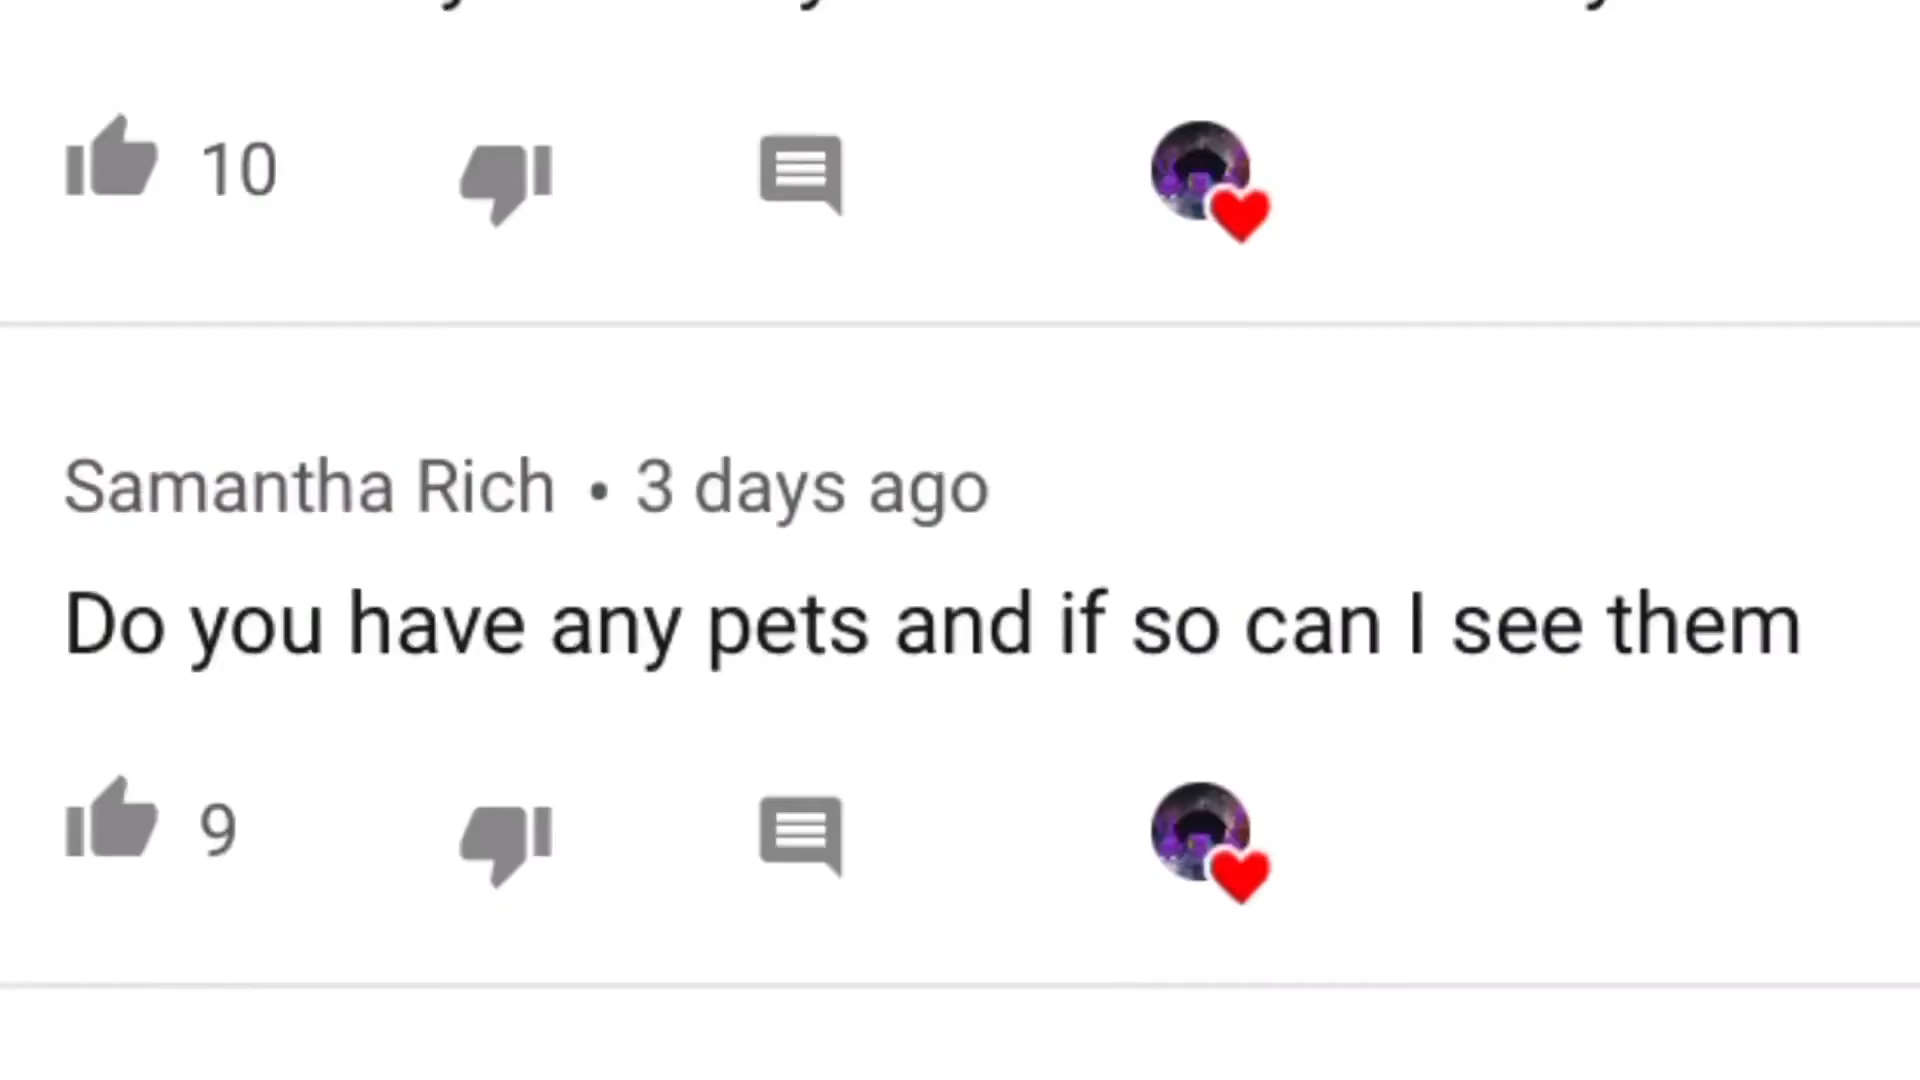 10
Samantha Rich • 3 days ago
Do you have any pets and if so can I see them
9